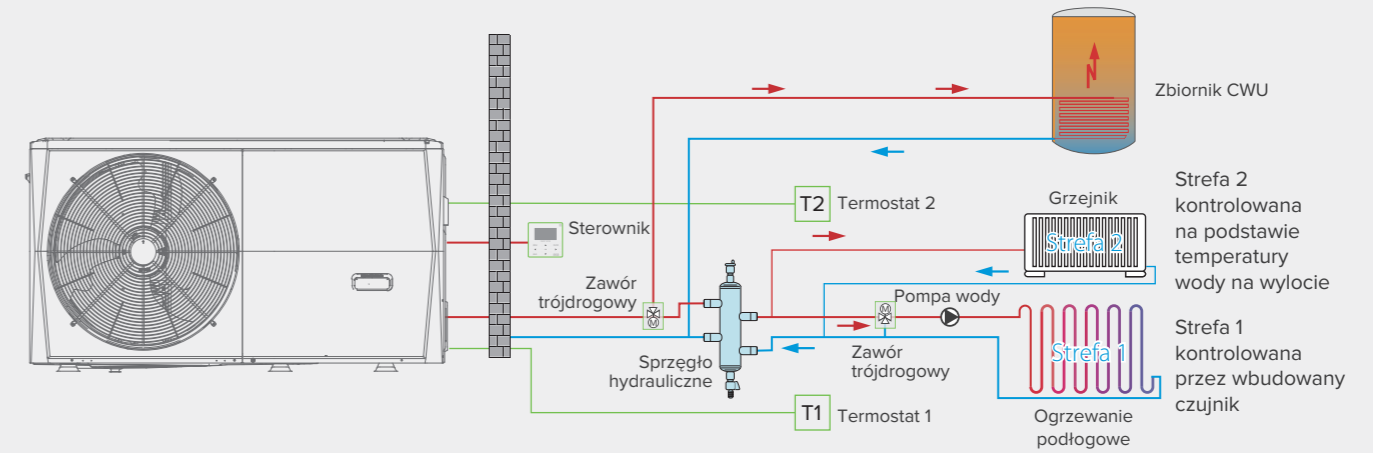 Zbiornik CWU
T2
Termostat 2
Sterownik
Grzejnik
Strefa 2
Strefa 2
kontrolowana
na podstawie
temperatury
wody na wylocie
Zawór
trójdrogowy
M
Pompa wody
M
Sprzęgło
hydrauliczne
Zawór
trójdrogowy
Strefa 1
Strefa 1
kontrolowana
przez wbudowany
czujnik
T1
Termostat 1
Ogrzewanie
podłogowe